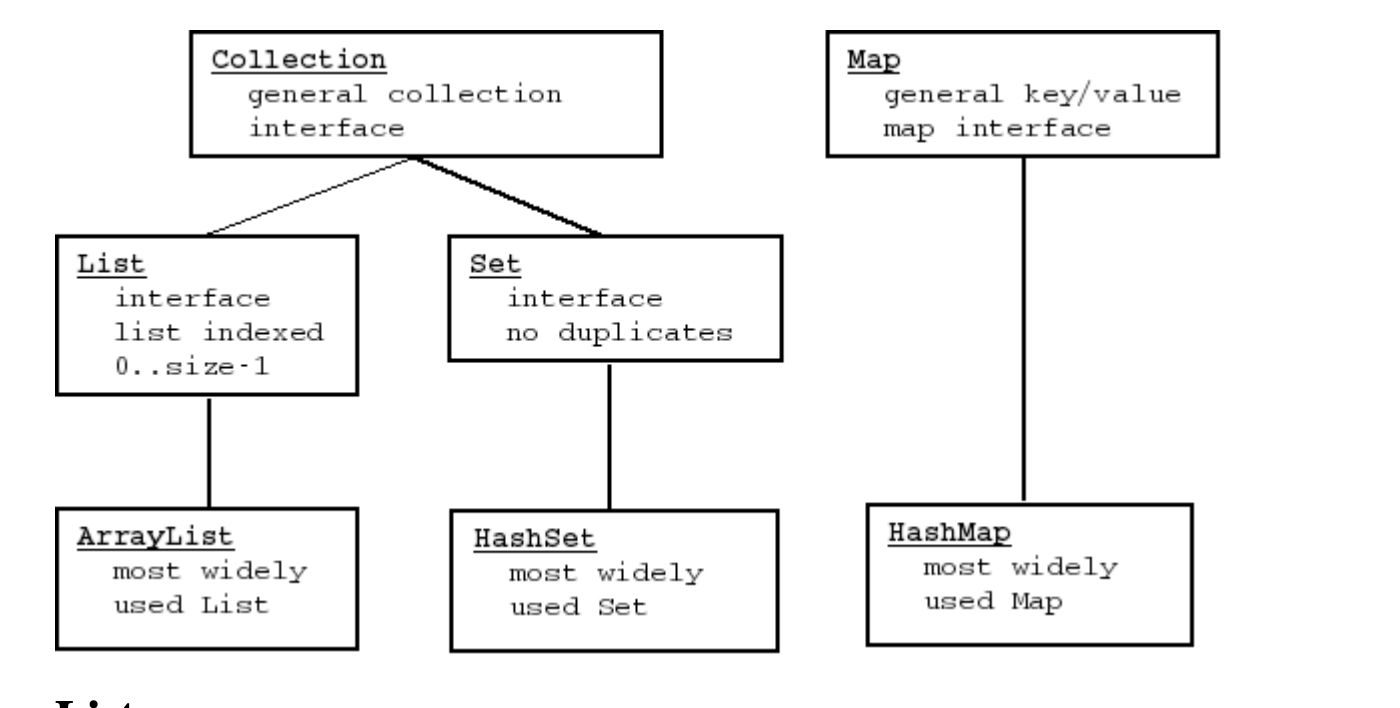 Collection
general collection
interface
Map
general key/value
map interface
List
interface
list indexed
0..size-1
Set
interface
no duplicates
ArrayList
most widely
used List
HashSet
most widely
used Set
HashMap
most widely
used Map
List